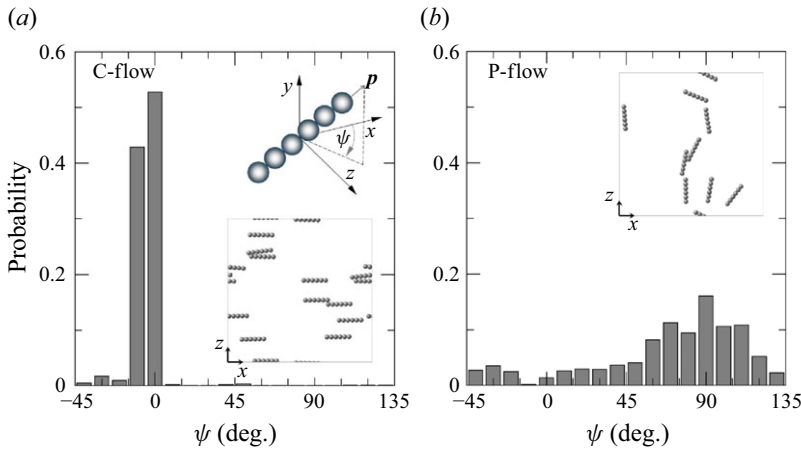 (a)
C-flow
Probability
0.6
0.4
0.2
0
−45
0
45
90
135
ψ (deg.)
y
p
x
ψ
z
z
x
(b)
P-flow
0.6
0.4
0.2
0
−45
0
45
90
135
ψ (deg.)
z
x